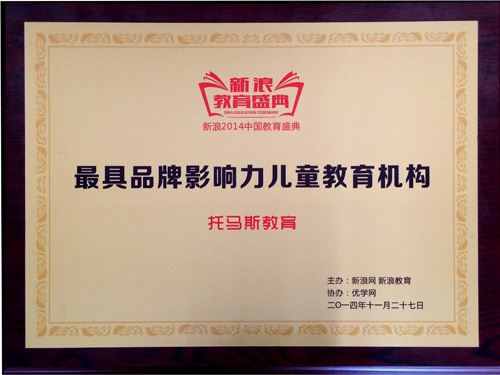 新浪
教育盛典
SINA EDUCATION CEREMONY
新浪2014中国教育盛典
最具品牌影响力儿童教育机构
托马斯教育
主办：新浪网 新浪教育
协办：优学网
二〇一四年十一月二十七日